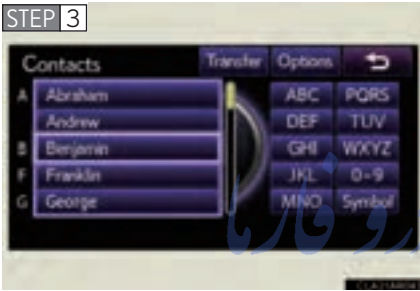 STEP 3
Contacts Transfer Options
A Abraham ABC PQRS
Andrew DEF TUV
B Benjamin GHI WXYZ
F Franklin JKL 0-9
G George MNO Symbol